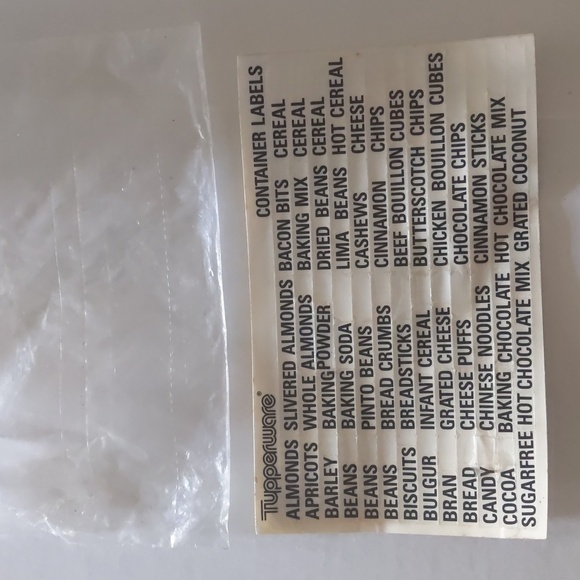 Tupperware® CONTAINER LABELS
ALMONDS SLIVERED ALMONDS BACON BITS CEREAL
APRICOTS WHOLE ALMONDS BAKING MIX CEREAL
BARLEY BAKING POWDER DRIED BEANS CEREAL
BEANS BAKING SODA LIMA BEANS HOT CEREAL
BEANS PINTO BEANS CASHEWS CHEESE
BEANS BREAD CRUMBS CINNAMON CHIPS
BISCUITS BREADSTICKS BEEF BOUILLON CUBES
BULGUR INFANT CEREAL BUTTERSCOTCH CHIPS
BRAN GRATED CHEESE CHICKEN BOUILLON CUBES
BREAD CHEESE PUFFS CHOCOLATE CHIPS
CANDY CHINESE NOODLES CINNAMON STICKS
COCOA BAKING CHOCOLATE HOT CHOCOLATE MIX
SUGARFREE HOT CHOCOLATE MIX GRATED COCONUT